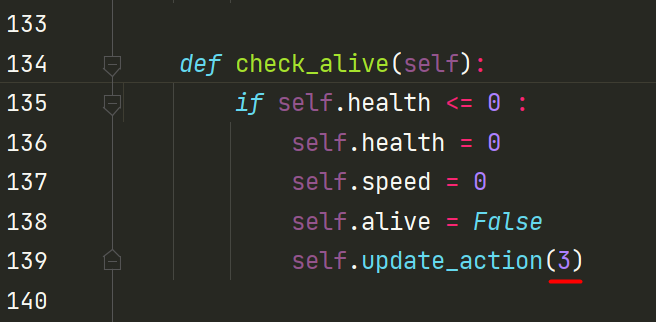 133
134 def check_alive(self):
135 if self.health <= 0 :
136 self.health = 0
137 self.speed = 0
138 self.alive = False
139 self.update_action(3)
140